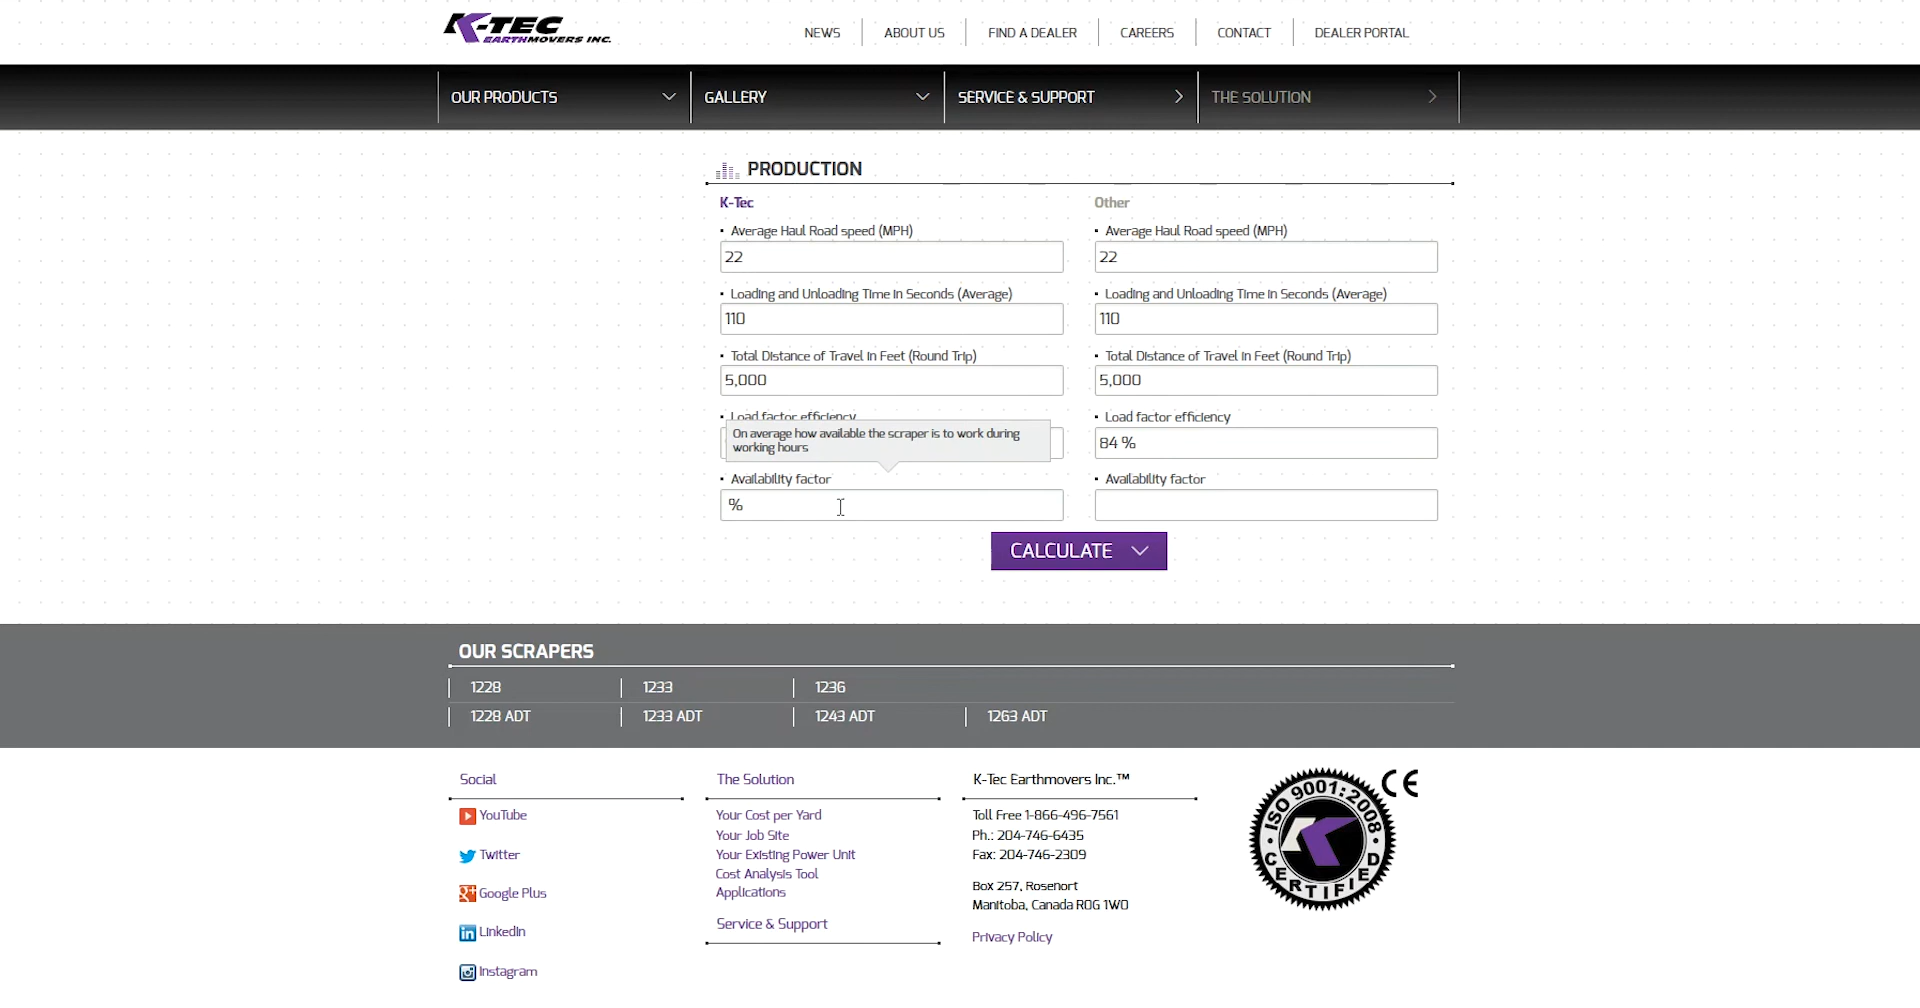 K-TEC
EARTHMOVERS INC.
NEWS
ABOUT US
FIND A DEALER
CAREERS
CONTACT
DEALER PORTAL
OUR PRODUCTS
GALLERY
SERVICE & SUPPORT
THE SOLUTION
PRODUCTION
K-Tec
Other
Average Haul Road speed (MPH)
Average Haul Road speed (MPH)
22
22
Loading and Unloading Time in Seconds (Average)
Loading and Unloading Time in Seconds (Average)
110
110
Total Distance of Travel in Feet (Round Trip)
Total Distance of Travel in Feet (Round Trip)
5,000
5,000
Load factor efficiency
Load factor efficiency
On average how available the scraper is to work during
working hours
84 %
Availability factor
Availability factor
%
CALCULATE
OUR SCRAPERS
1228
1233
1236
1228 ADT
1233 ADT
1243 ADT
1263 ADT
Social
YouTube
Twitter
Google Plus
LinkedIn
Instagram
The Solution
Your Cost per Yard
Your Job Site
Your Existing Power Unit
Cost Analysis Tool
Applications
Service & Support
K-Tec Earthmovers Inc.™
Toll Free 1-866-496-7561
Ph.: 204-746-6435
Fax: 204-746-2309
Box 257, Rosenort
Manitoba, Canada R0G 1W0
Privacy Policy
ISO 9001:2008
CERTIFIED
CE